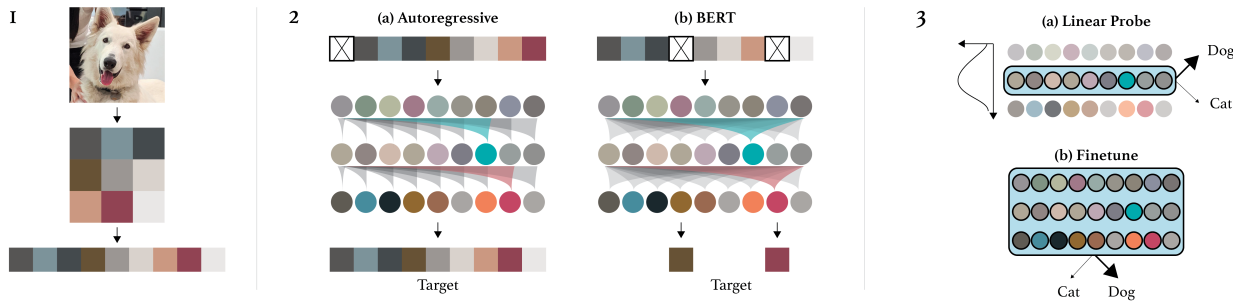 1
2
(a) Autoregressive
(b) BERT
Target
Target
3
(a) Linear Probe
Dog
Cat
(b) Finetune
Cat
Dog